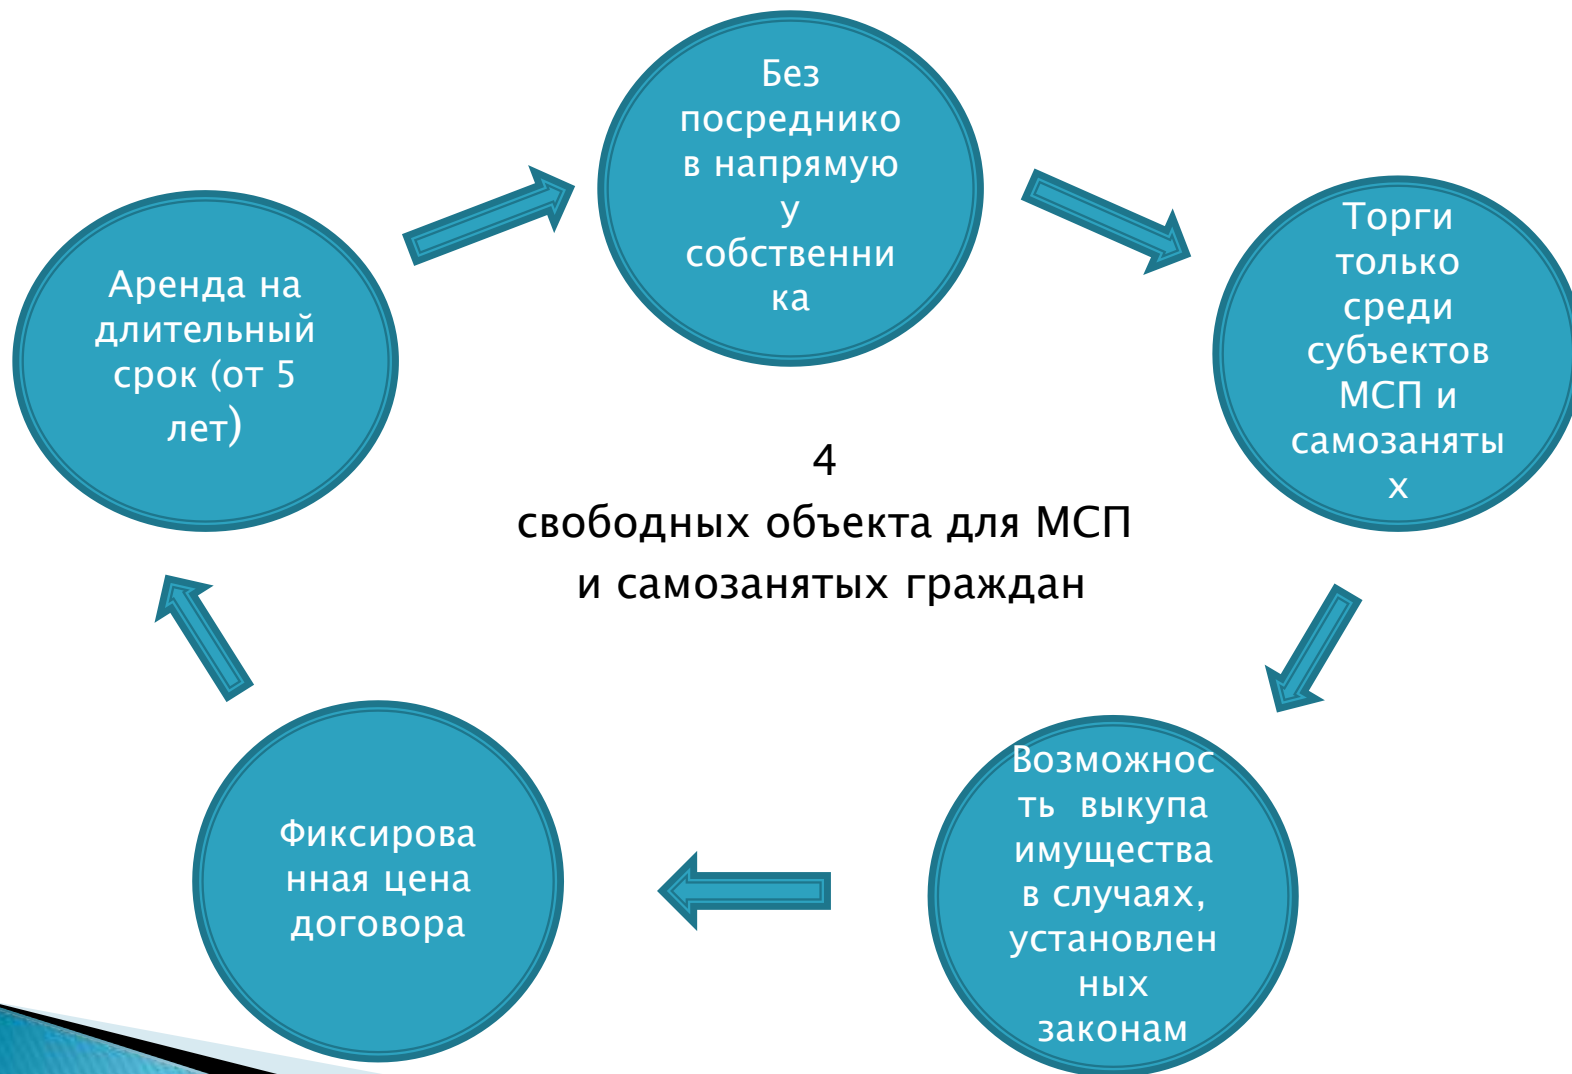 Без
посреднико
в напрямую
у
собственни
ка
Торги
только
среди
субъектов
МСП и
самозаняты
х
Аренда на
длительный
срок (от 5
лет)
4
свободных объекта для МСП
и самозанятых граждан
Возможнос
ть выкупа
имущества
в случаях,
установлен
ных
законам
Фиксирова
нная цена
договора